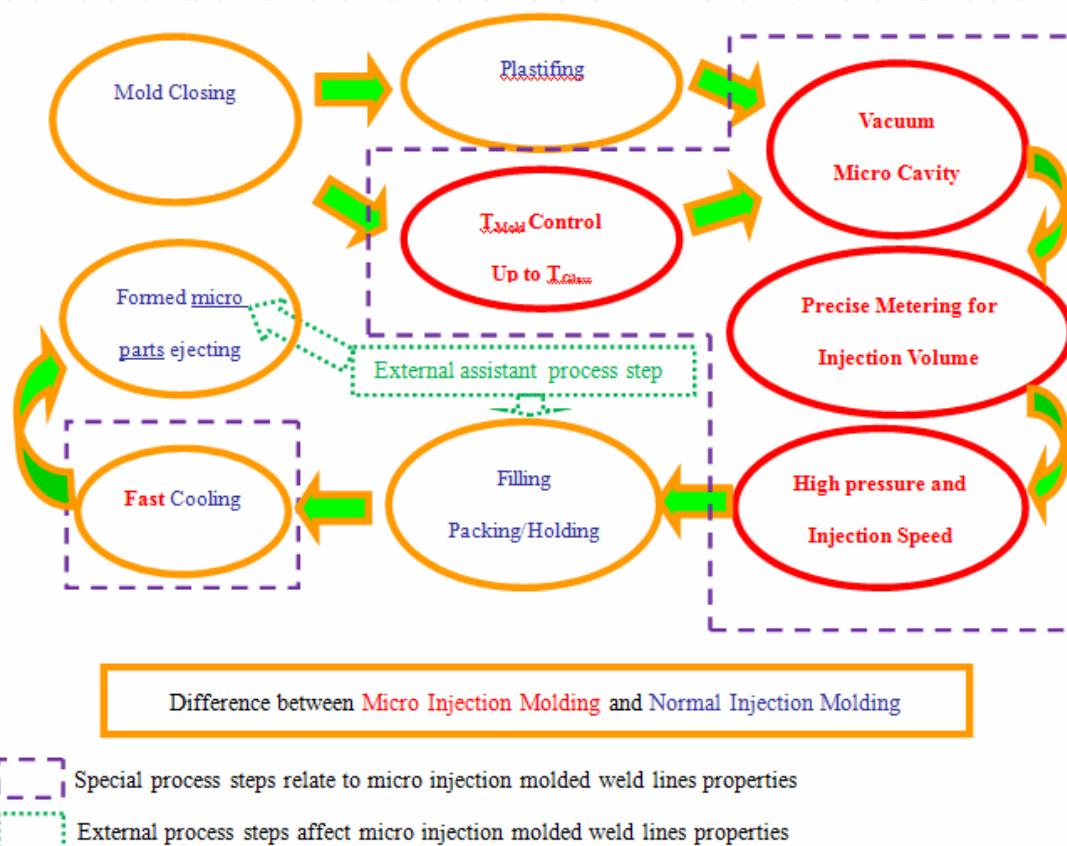 Mold Closing
Plastifing
Vacuum
Micro Cavity
TMold Control
Up to TGlass
Formed micro
parts ejecting
Precise Metering for
Injection Volume
External assistant process step
Fast Cooling
Filling
Packing/Holding
High pressure and
Injection Speed
Difference between Micro Injection Molding and Normal Injection Molding
Special process steps relate to micro injection molded weld lines properties
External process steps affect micro injection molded weld lines properties